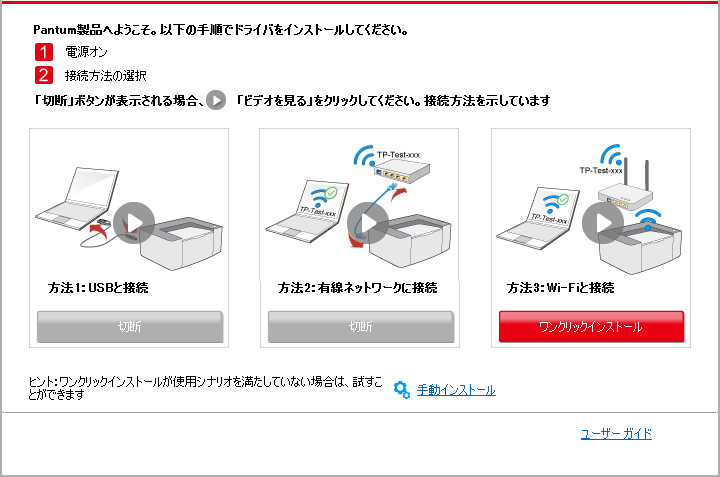 Pantum製品へようこそ。以下の手順でドライバをインストールしてください。
1 電源オン
2 接続方法の選択
「切断」ボタンが表示される場合、 「ビデオを見る」をクリックしてください。接続方法を示しています
TP-Test-xxx
TP-Test-xxx
TP-Test-xxx
TP-Test-xxx
方法1：USBと接続
方法2：有線ネットワークに接続
方法3：Wi-Fiと接続
切断
切断
ワンクリックインストール
ヒント：ワンクリックインストールが使用シナリオを満たしていない場合は、試すこ
とができます
手動インストール
ユーザー ガイド